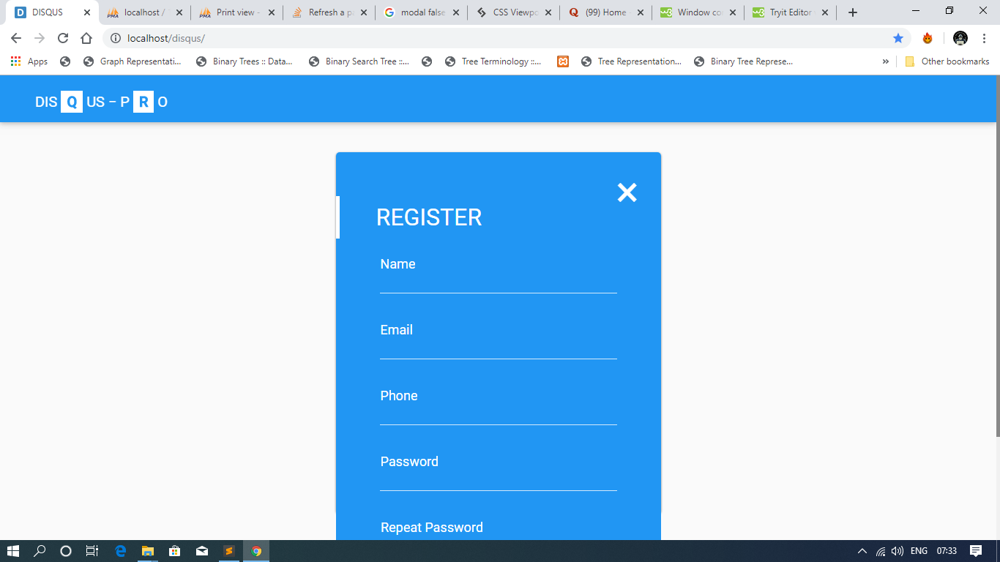 DISQUS
localhost /
Print view -
Refresh a pa
modal false
CSS Viewpo
(99) Home -
Window co
Tryit Editor
localhost/disqus/
Apps
Graph Representati...
Binary Trees :: Data...
Binary Search Tree ::...
Tree Terminology ::...
Tree Representation...
Binary Tree Represe...
»
Other bookmarks
DIS Q US – P R O
REGISTER
Name
Email
Phone
Password
Repeat Password
ENG
07:33